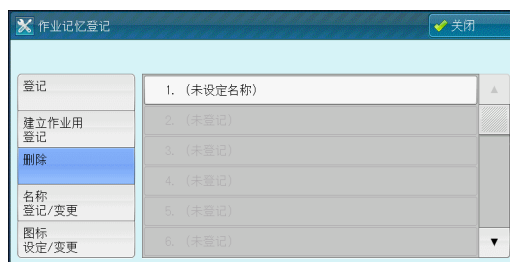 作业记忆登记
关闭
登记
建立作业用
登记
删除
名称
登记/变更
图标
设定/变更
1. (未设定名称)
2. (未登记)
3. (未登记)
4. (未登记)
5. (未登记)
6. (未登记)